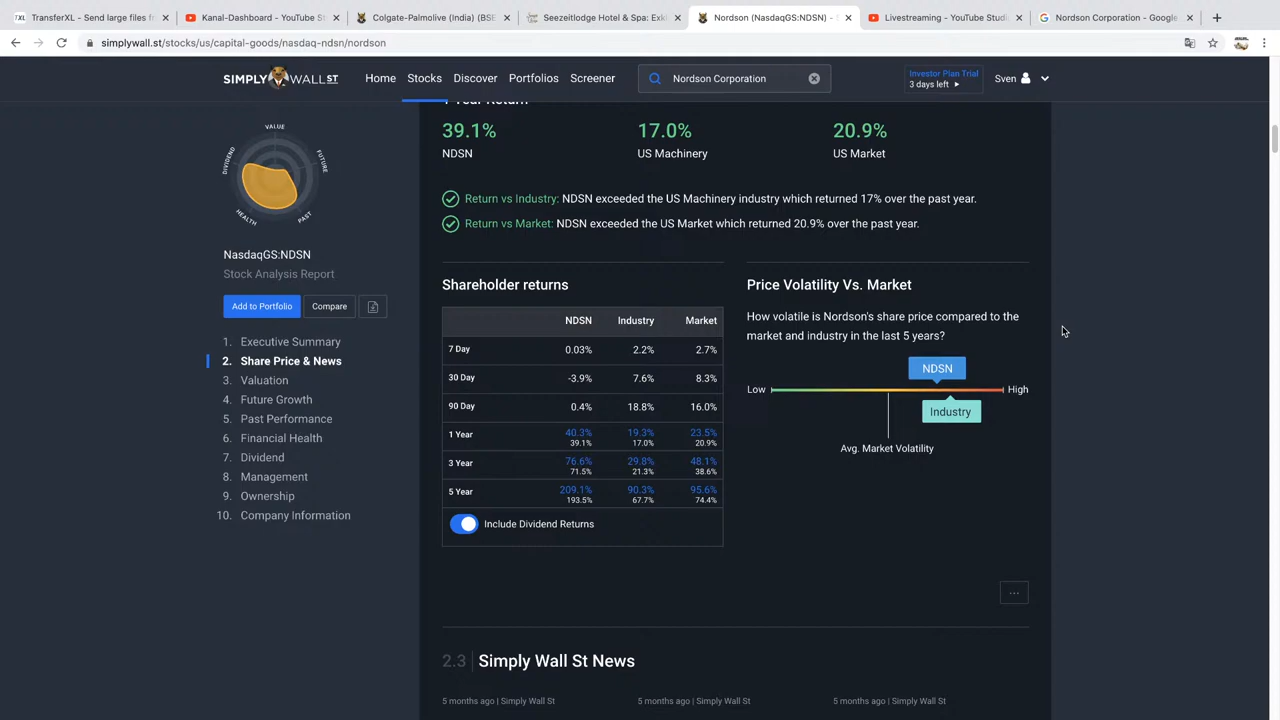 TransferXL - Send large files f
Kanal-Dashboard - YouTube St
Colgate-Palmolive (India) (BSE
Seezeitlodge Hotel & Spa: Exkl
Nordson (NasdaqGS:NDSN) - S
Livestreaming - YouTube Studi
Nordson Corporation - Google
simplywall.st/stocks/us/capital-goods/nasdaq-ndsn/nordson
SIMPLY WALL ST
Home
Stocks
Discover
Portfolios
Screener
Nordson Corporation
Investor Plan Trial
3 days left
Sven
VALUE
FUTURE
PAST
HEALTH
DIVIDEND
NasdaqGS:NDSN
Stock Analysis Report
Add to Portfolio
Compare
1. Executive Summary
2. Share Price & News
3. Valuation
4. Future Growth
5. Past Performance
6. Financial Health
7. Dividend
8. Management
9. Ownership
10. Company Information
1 Year Return
39.1% 17.0% 20.9%
NDSN US Machinery US Market
Return vs Industry: NDSN exceeded the US Machinery industry which returned 17% over the past year.
Return vs Market: NDSN exceeded the US Market which returned 20.9% over the past year.
Shareholder returns
NDSN Industry Market
7 Day 0.03% 2.2% 2.7%
30 Day -3.9% 7.6% 8.3%
90 Day 0.4% 18.8% 16.0%
1 Year 40.3% 19.3% 23.5%
39.1% 17.0% 20.9%
3 Year 76.6% 29.8% 48.1%
71.5% 21.3% 38.6%
5 Year 209.1% 90.3% 95.6%
193.5% 67.7% 74.4%
Include Dividend Returns
Price Volatility Vs. Market
How volatile is Nordson's share price compared to the
market and industry in the last 5 years?
NDSN
Low
High
Industry
Avg. Market Volatility
...
2.3 Simply Wall St News
5 months ago | Simply Wall St
5 months ago | Simply Wall St
5 months ago | Simply Wall St